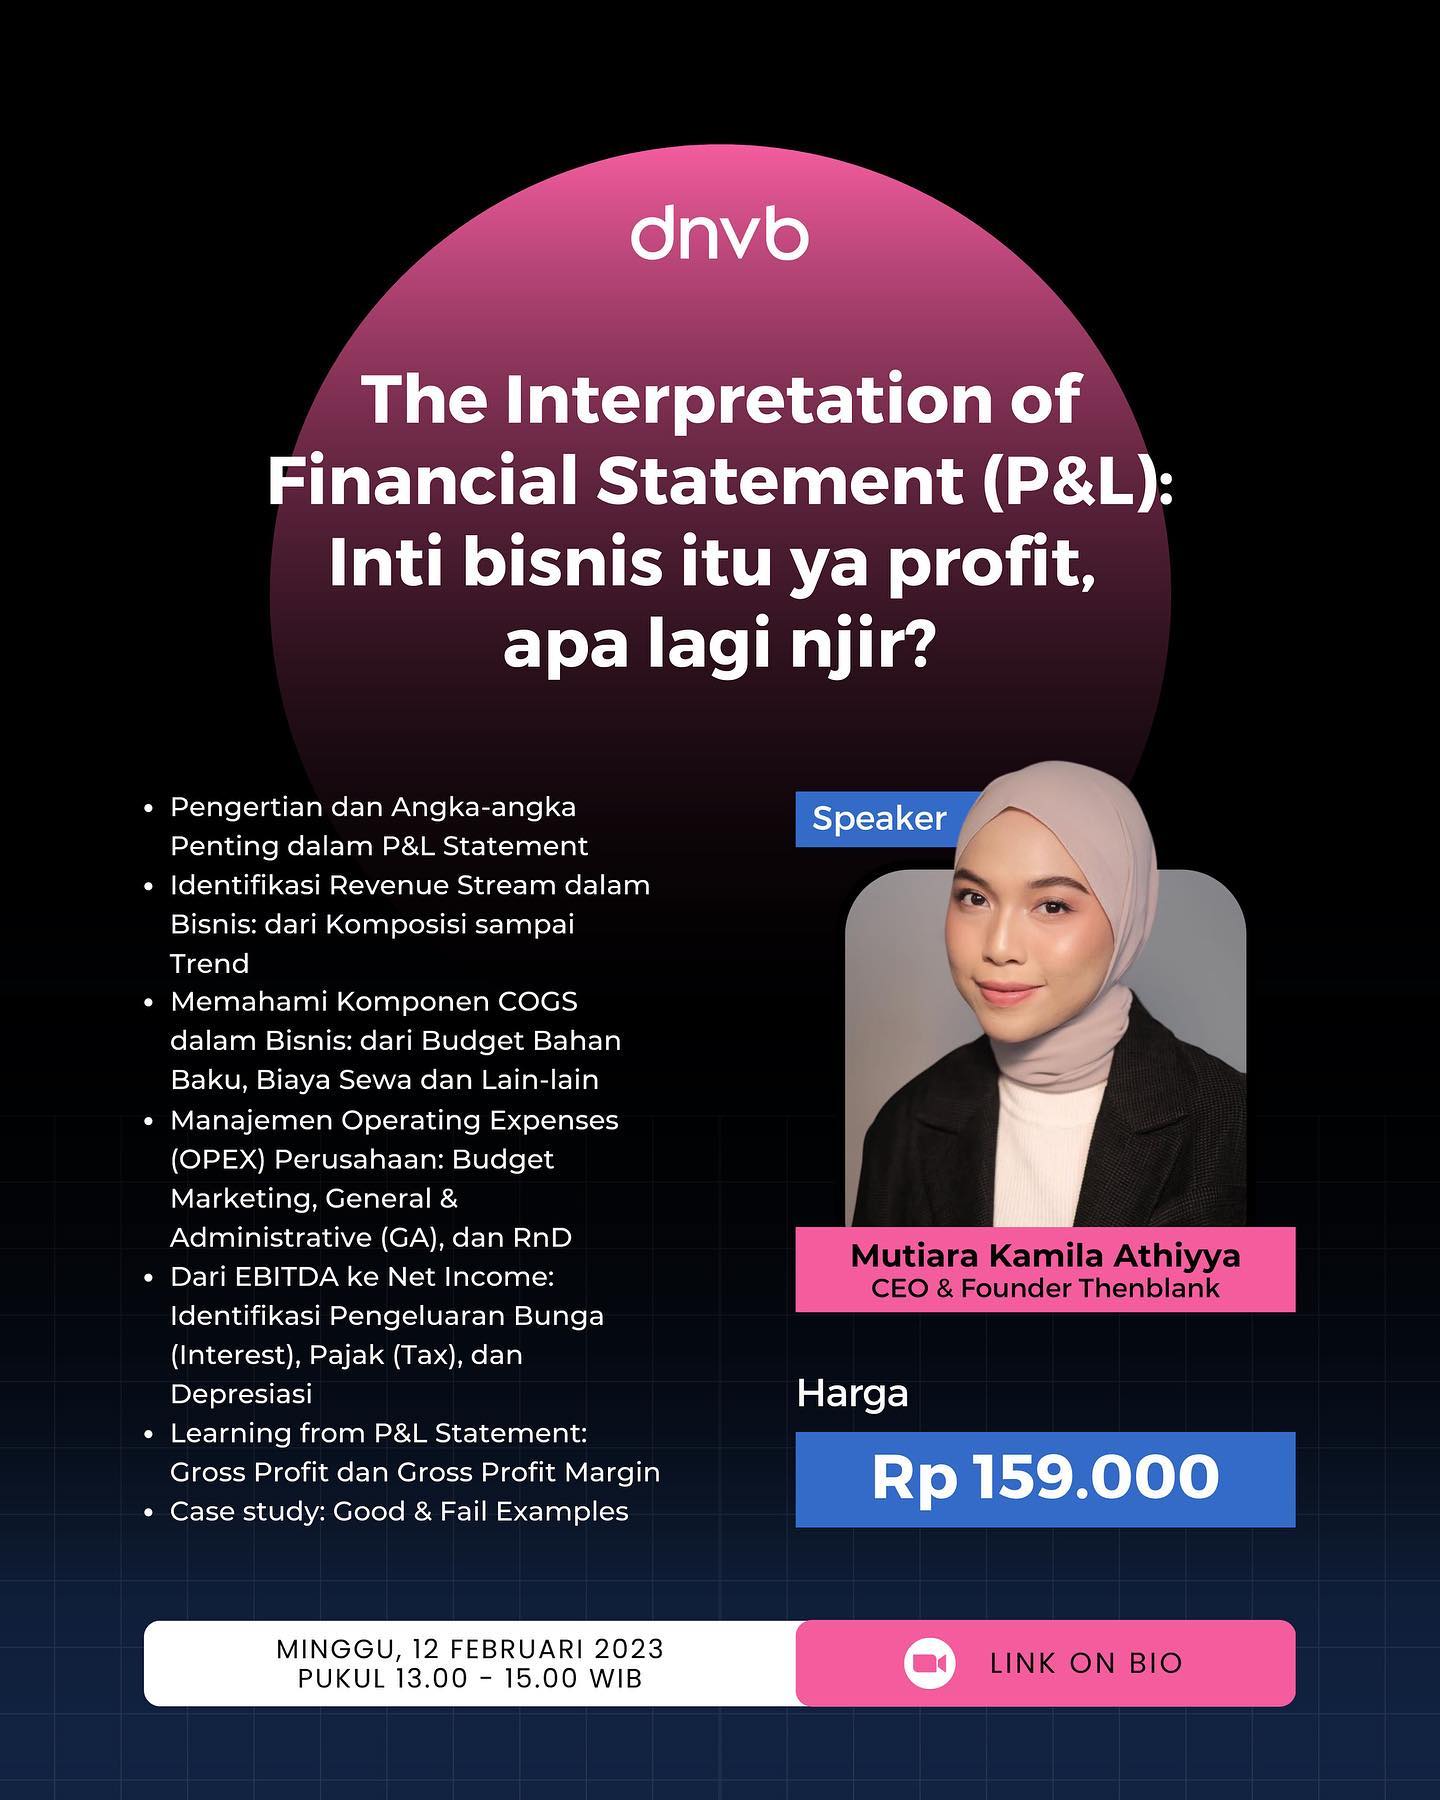 dnvb
The Interpretation of
Financial Statement (P&L):
Inti bisnis itu ya profit,
apa lagi njir?
• Pengertian dan Angka-angka
Penting dalam P&L Statement
• Identifikasi Revenue Stream dalam
Bisnis: dari Komposisi sampai
Trend
• Memahami Komponen COGS
dalam Bisnis: dari Budget Bahan
Baku, Biaya Sewa dan Lain-lain
• Manajemen Operating Expenses
(OPEX) Perusahaan: Budget
Marketing, General &
Administrative (GA), dan RnD
• Dari EBITDA ke Net Income:
Identifikasi Pengeluaran Bunga
(Interest), Pajak (Tax), dan
Depresiasi
• Learning from P&L Statement:
Gross Profit dan Gross Profit Margin
• Case study: Good & Fail Examples
Speaker
Mutiara Kamila Athiyya
CEO & Founder Thenblank
Harga
Rp 159.000
MINGGU, 12 FEBRUARI 2023
PUKUL 13.00 - 15.00 WIB
LINK ON BIO